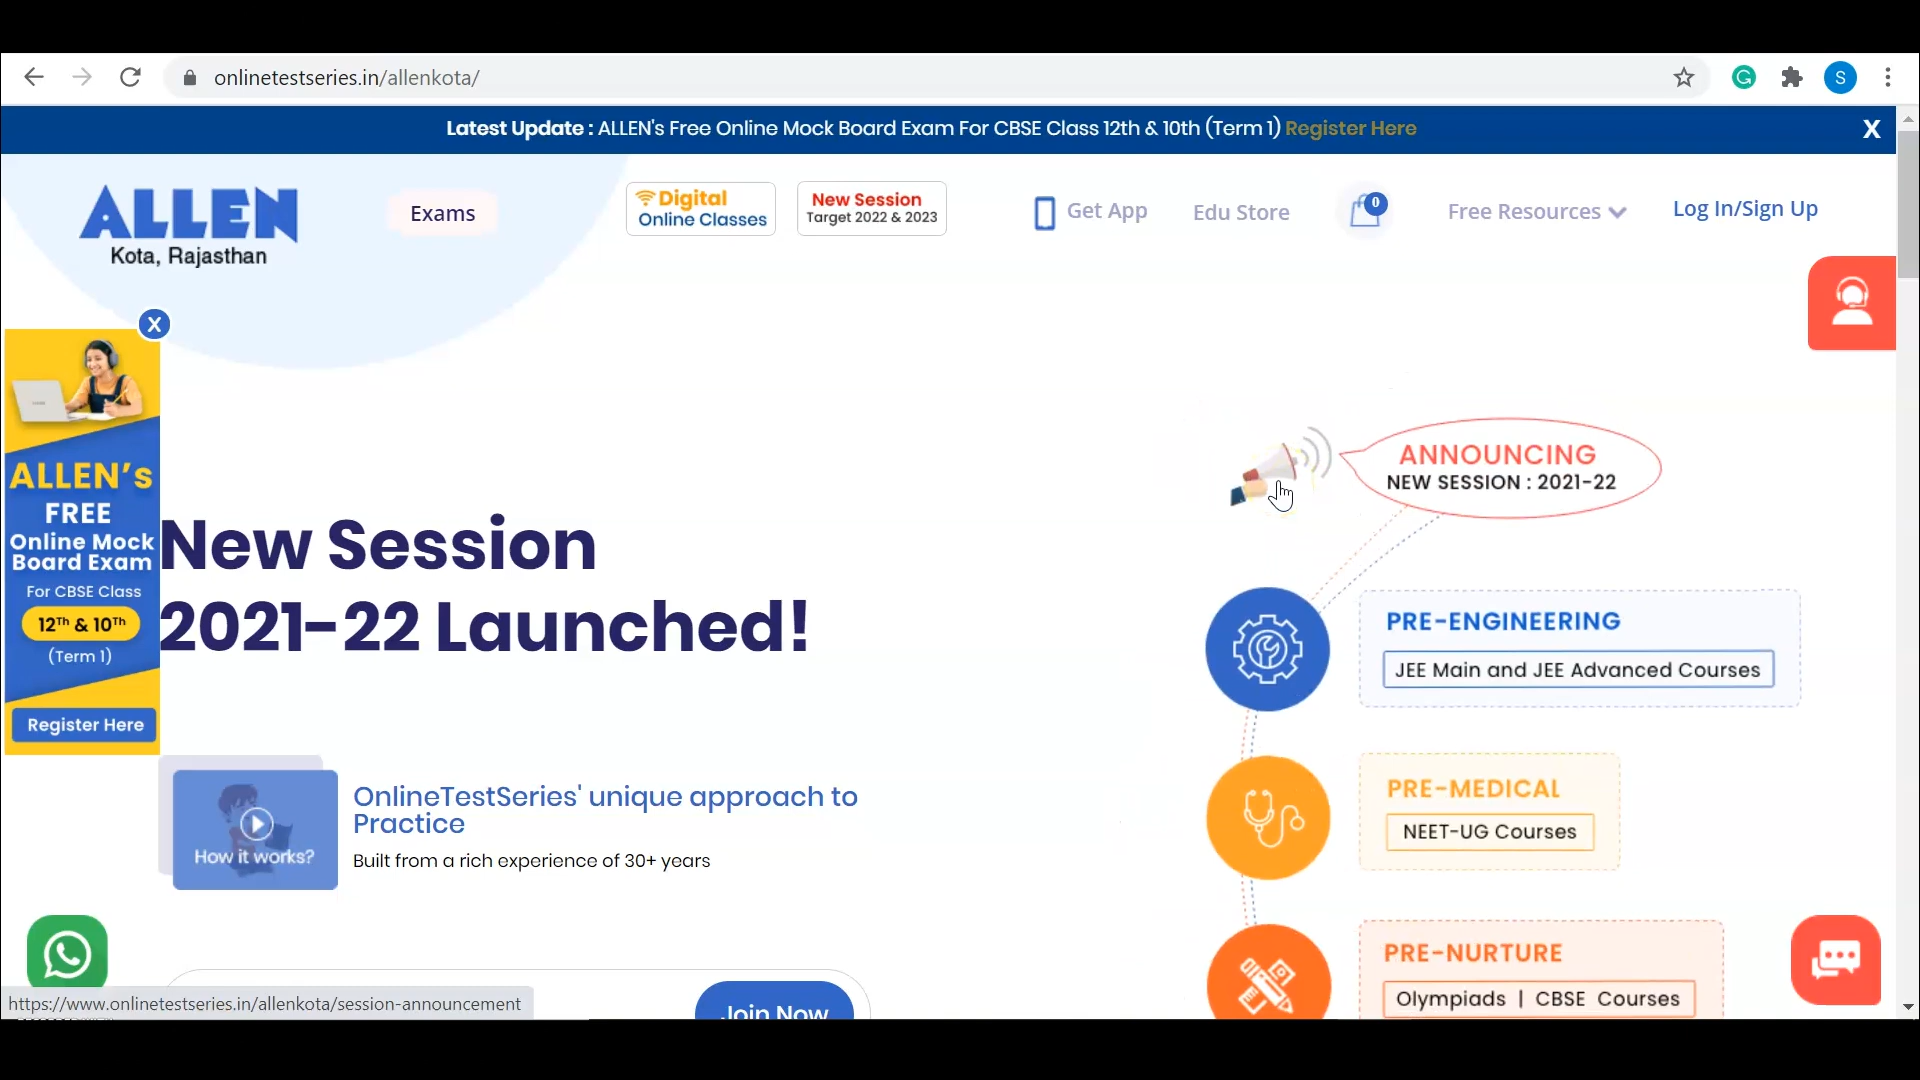 onlinetestseries.in/allenkota/
S
Latest Update : ALLEN's Free Online Mock Board Exam For CBSE Class 12th & 10th (Term 1) Register Here
X
ALLEN
Kota, Rajasthan
Exams
Digital
Online Classes
New Session
Target 2022 & 2023
Get App
Edu Store
0
Free Resources
Log In/Sign Up
X
ALLEN's
FREE
Online Mock
Board Exam
For CBSE Class
12Th & 10Th
(Term 1)
Register Here
New Session
2021-22 Launched!
How it works?
OnlineTestSeries' unique approach to
Practice
Built from a rich experience of 30+ years
Join Now
ANNOUNCING
NEW SESSION : 2021-22
PRE-ENGINEERING
JEE Main and JEE Advanced Courses
PRE-MEDICAL
NEET-UG Courses
PRE-NURTURE
Olympiads | CBSE Courses
https://www.onlinetestseries.in/allenkota/session-announcement